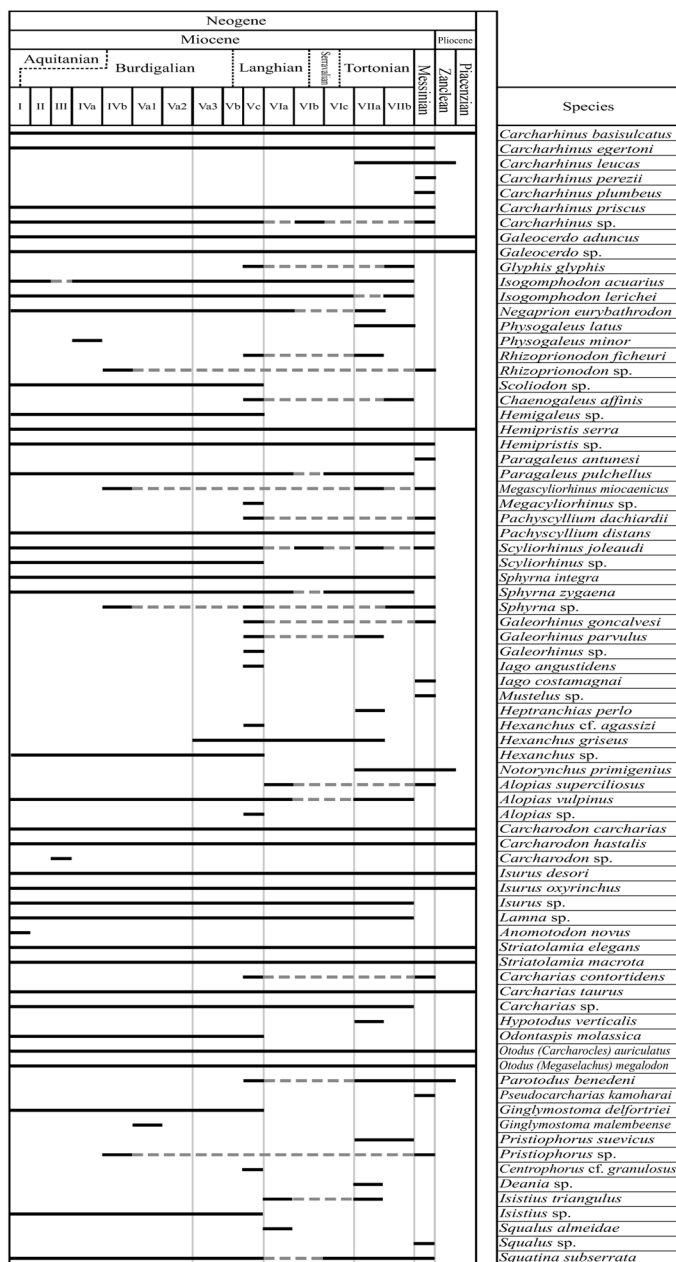 Neogene
Miocene Pliocene
Aquitanian Burdigalian Langhian Serravalian Tortonian Messinian Zanclean Piacenzian
I II III IVa IVb Va1 Va2 Va3 Vb Vc VIa VIb VIc VIIa VIIb Species
Carcharhinus basisulcatus
Carcharhinus egertoni
Carcharhinus leucas
Carcharhinus perezii
Carcharhinus plumbeus
Carcharhinus priscus
Carcharhinus sp.
Galeocerdo aduncus
Galeocerdo sp.
Glyphis glyphis
Isogomphodon acuarius
Isogomphodon lerichei
Negaprion eurybathrodon
Physogaleus latus
Physogaleus minor
Rhizoprionodon ficheuri
Rhizoprionodon sp.
Scoliodon sp.
Chaenogaleus affinis
Hemigaleus sp.
Hemipristis serra
Hemipristis sp.
Paragaleus antunesi
Paragaleus pulchellus
Megascyliorhinus miocaenicus
Megacyliorhinus sp.
Pachyscyllium dachiardii
Pachyscyllium distans
Scyliorhinus joleaudi
Scyliorhinus sp.
Sphyrna integra
Sphyrna zygaena
Sphyrna sp.
Galeorhinus goncalvesi
Galeorhinus parvulus
Galeorhinus sp.
Iago angustidens
Iago costamagnai
Mustelus sp.
Heptranchias perlo
Hexanchus cf. agassizi
Hexanchus griseus
Hexanchus sp.
Notorynchus primigenius
Alopias superciliosus
Alopias vulpinus
Alopias sp.
Carcharodon carcharias
Carcharodon hastalis
Carcharodon sp.
Isurus desori
Isurus oxyrinchus
Isurus sp.
Lamna sp.
Anomotodon novus
Striatolamia elegans
Striatolamia macrota
Carcharias contortidens
Carcharias taurus
Carcharias sp.
Hypotodus verticalis
Odontaspis molassica
Otodus (Carcharocles) auriculatus
Otodus (Megaselachus) megalodon
Parotodus benedeni
Pseudocarcharias kamoharai
Ginglymostoma delfortriei
Ginglymostoma malembeense
Pristiophorus suevicus
Pristiophorus sp.
Centrophorus cf. granulosus
Deania sp.
Isistius triangulus
Isistius sp.
Squalus almeidae
Squalus sp.
Squatina subserrata